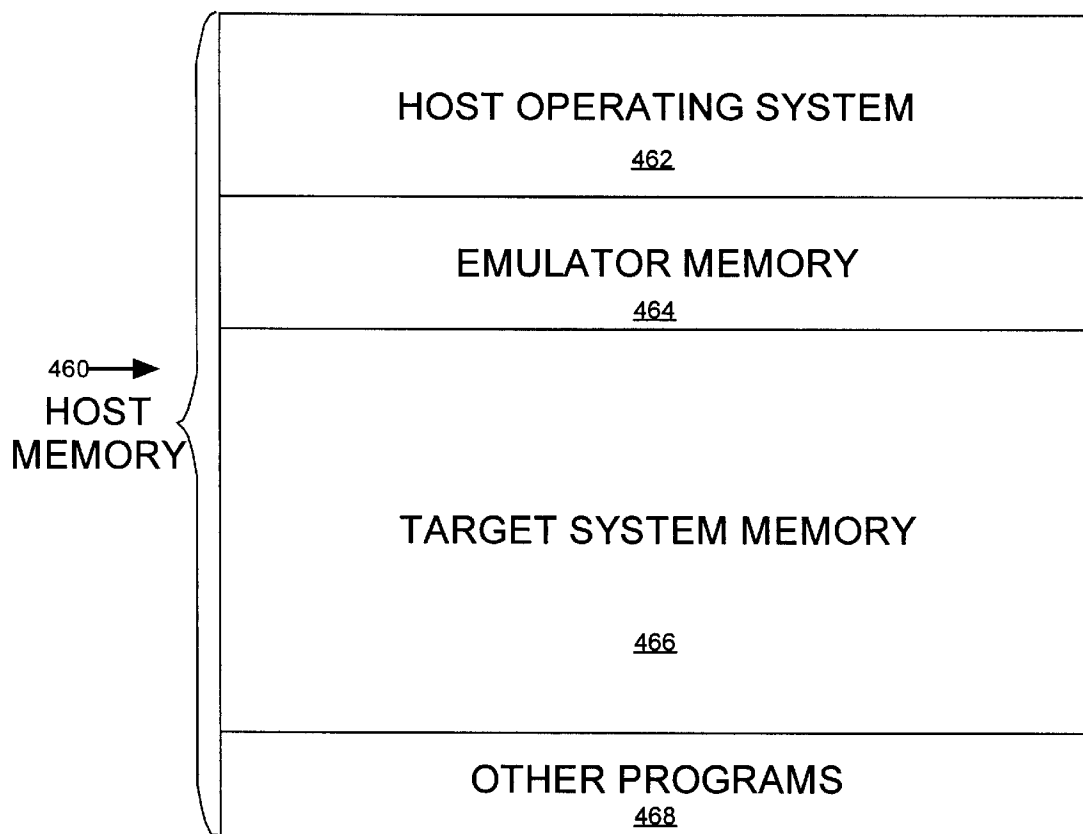 HOST OPERATING SYSTEM
462
EMULATOR MEMORY
464
460
HOST
MEMORY
TARGET SYSTEM MEMORY
466
OTHER PROGRAMS
468